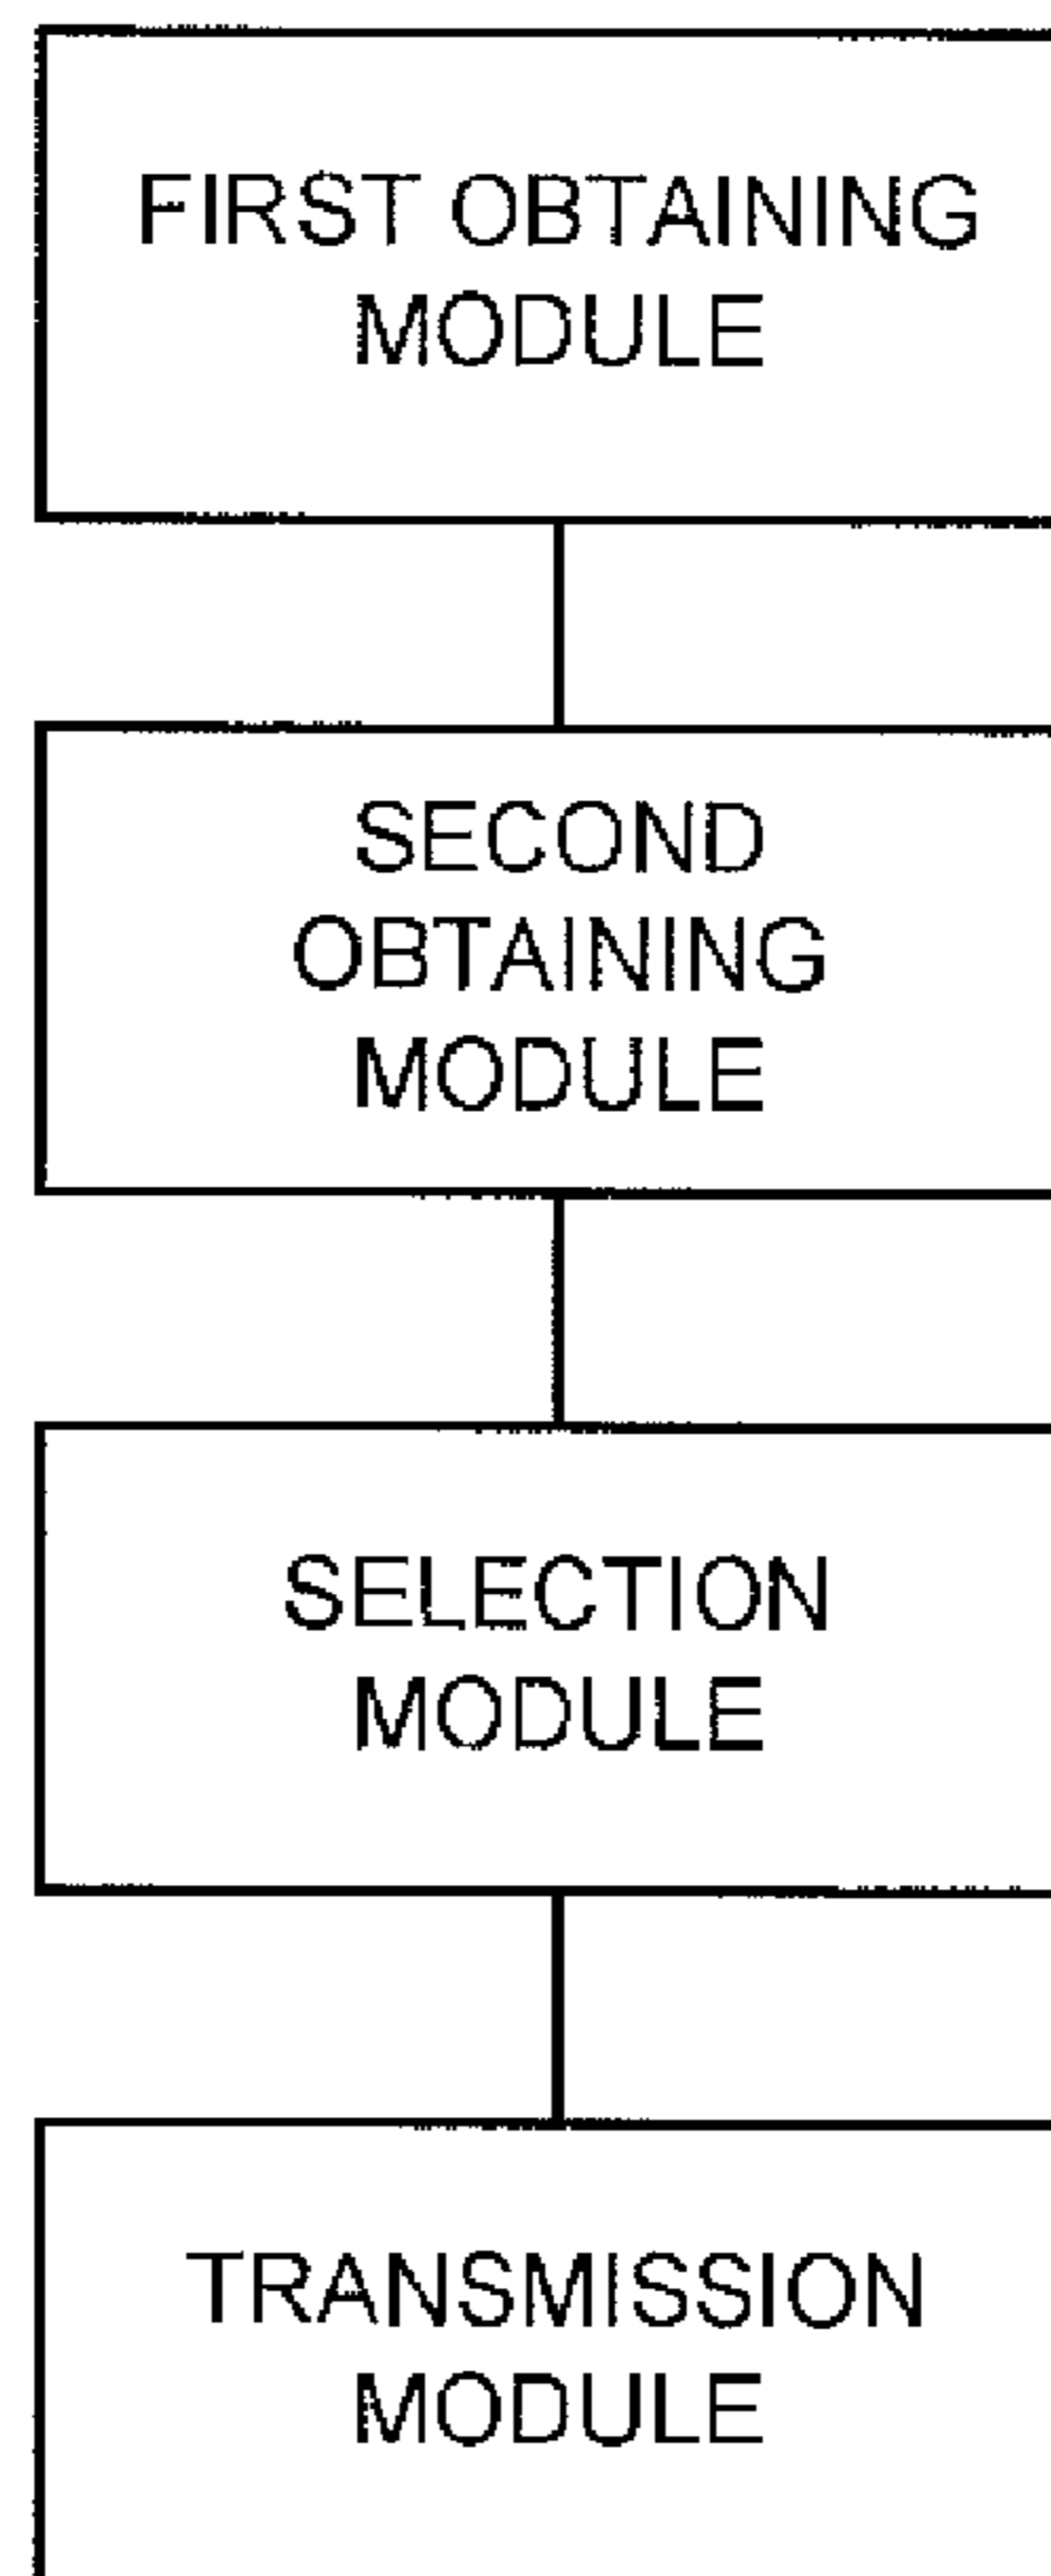 FIRST OBTAINING
MODULE
SECOND
OBTAINING
MODULE
SELECTION
MODULE
TRANSMISSION
MODULE